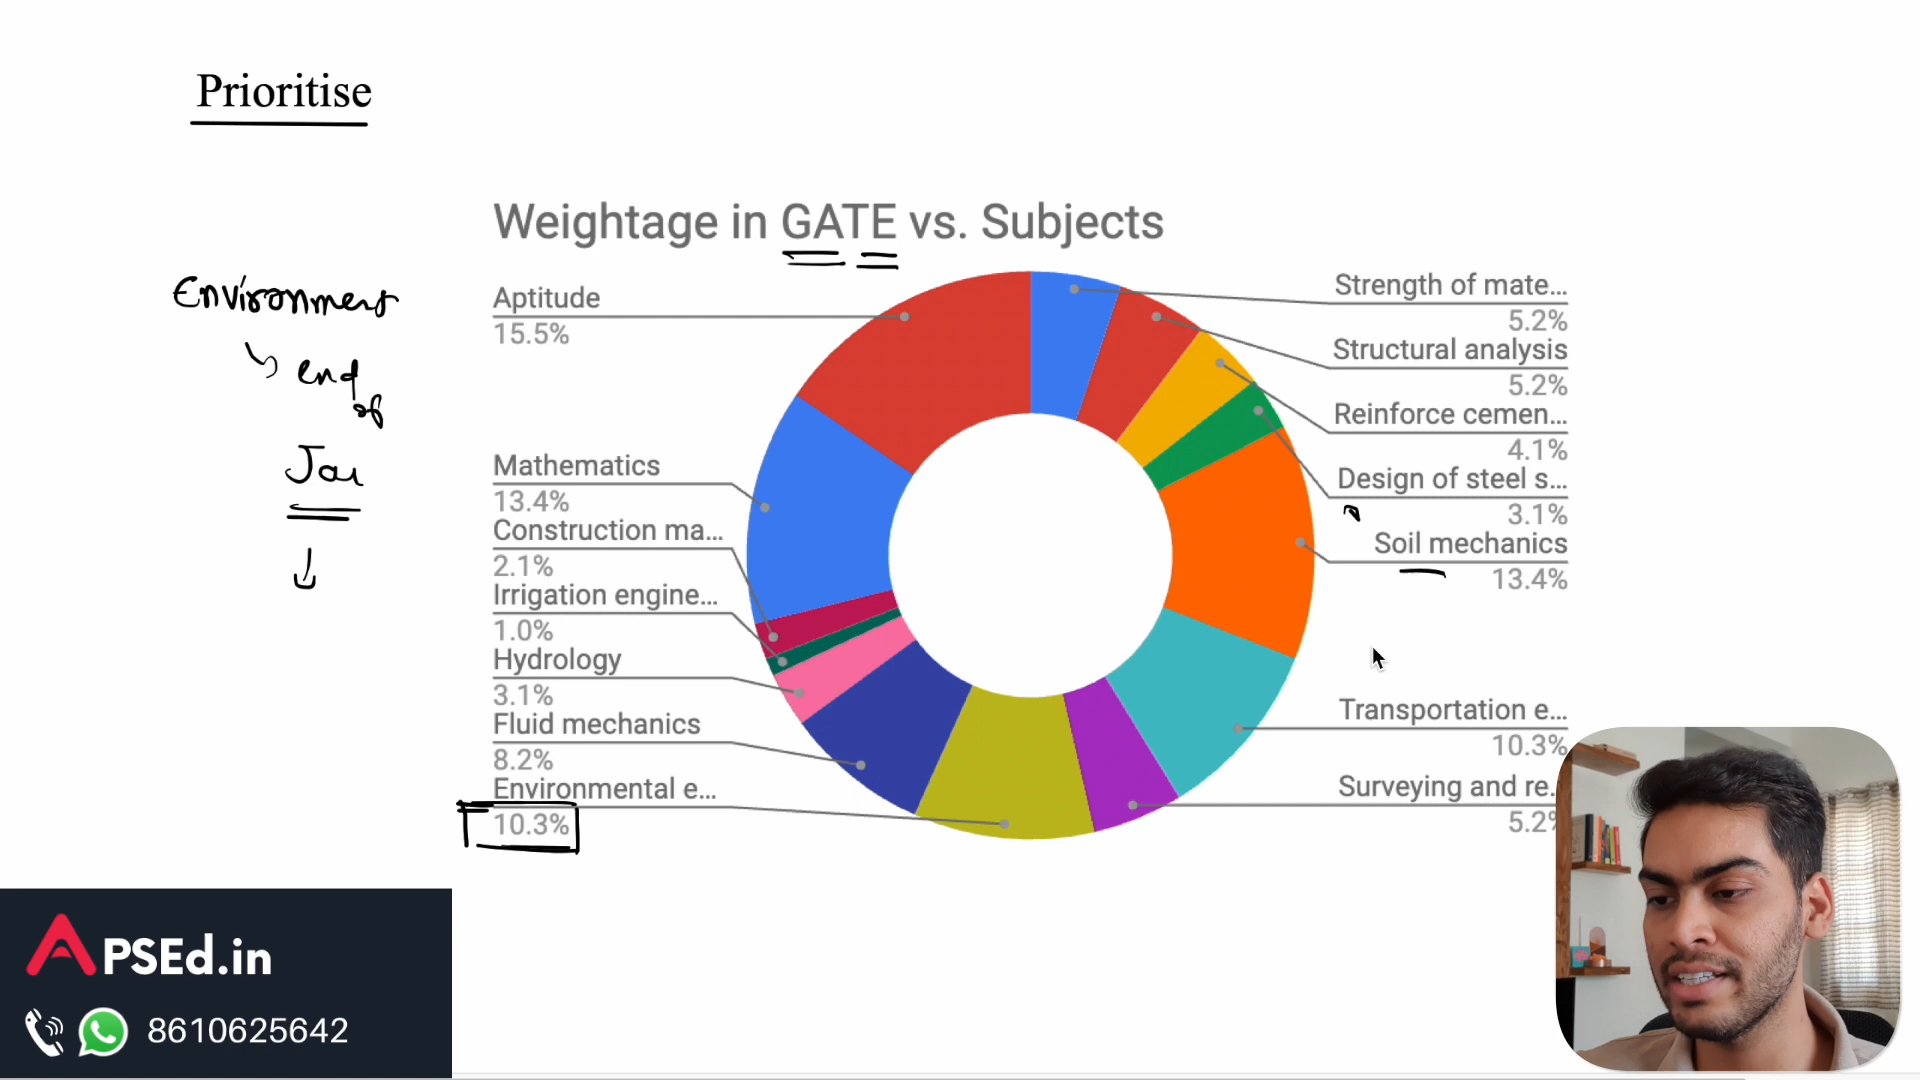 Prioritise
Weightage in GATE vs. Subjects
Environment
end
of
Jan
Aptitude
15.5%
Mathematics
13.4%
Construction ma...
2.1%
Irrigation engine...
1.0%
Hydrology
3.1%
Fluid mechanics
8.2%
Environmental e...
10.3%
Strength of mate...
5.2%
Structural analysis
5.2%
Reinforce cemen...
4.1%
Design of steel s...
3.1%
Soil mechanics
13.4%
Transportation e...
10.3%
Surveying and re.
5.2%
APSEd.in
8610625642